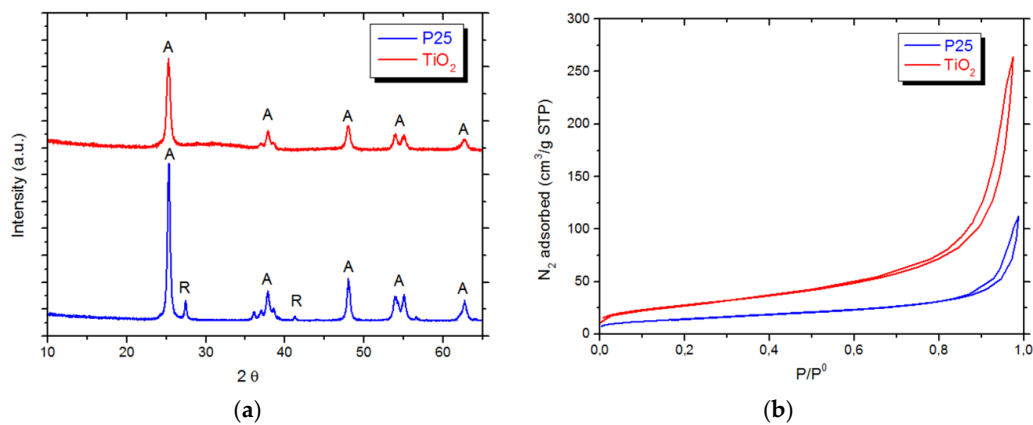 P25
TiO₂
A
A
A
A
A
A
R
A
R
A
A
A
Intensity (a.u.)
10 20 30 40 50 60
2 θ
(a)
300
250
200
150
100
50
0
P25
TiO₂
N₂ adsorbed (cm³/g STP)
0,0 0,2 0,4 0,6 0,8 1,0
P/P⁰
(b)